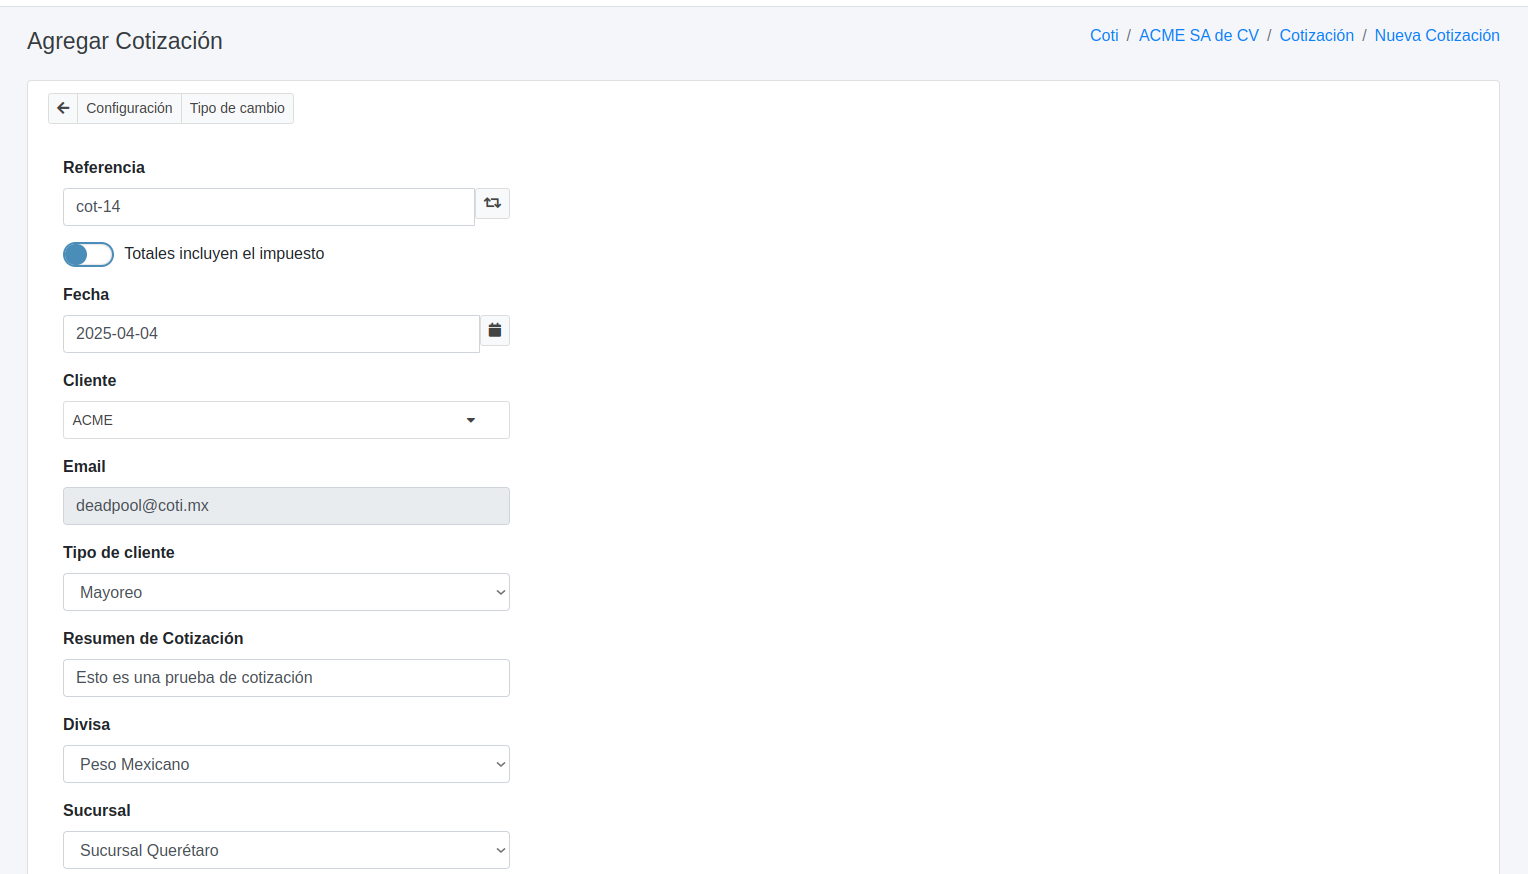 Agregar Cotización
Coti / ACME SA de CV / Cotización / Nueva Cotización
Configuración Tipo de cambio
Referencia
cot-14
Totales incluyen el impuesto
Fecha
2025-04-04
Cliente
ACME
Email
deadpool@coti.mx
Tipo de cliente
Mayoreo
Resumen de Cotización
Esto es una prueba de cotización
Divisa
Peso Mexicano
Sucursal
Sucursal Querétaro